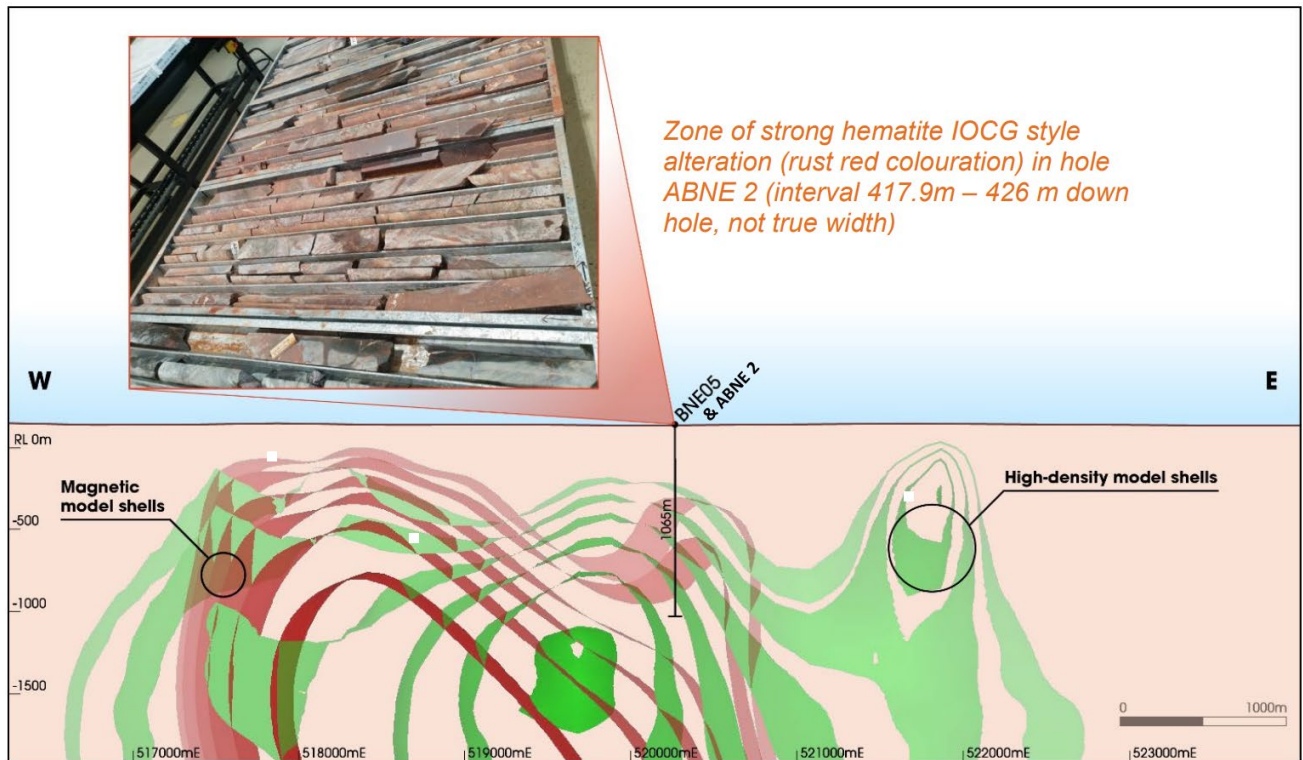 Zone of strong hematite IOCG style
alteration (rust red colouration) in hole
ABNE 2 (interval 417.9m – 426 m down
hole, not true width)
W
E
BNE05
& ABNE 2
RL 0m
Magnetic
model shells
High-density model shells
-500
1065m
-1000
-1500
0
1000m
517000mE
518000mE
519000mE
520000mE
521000mE
522000mE
523000mE